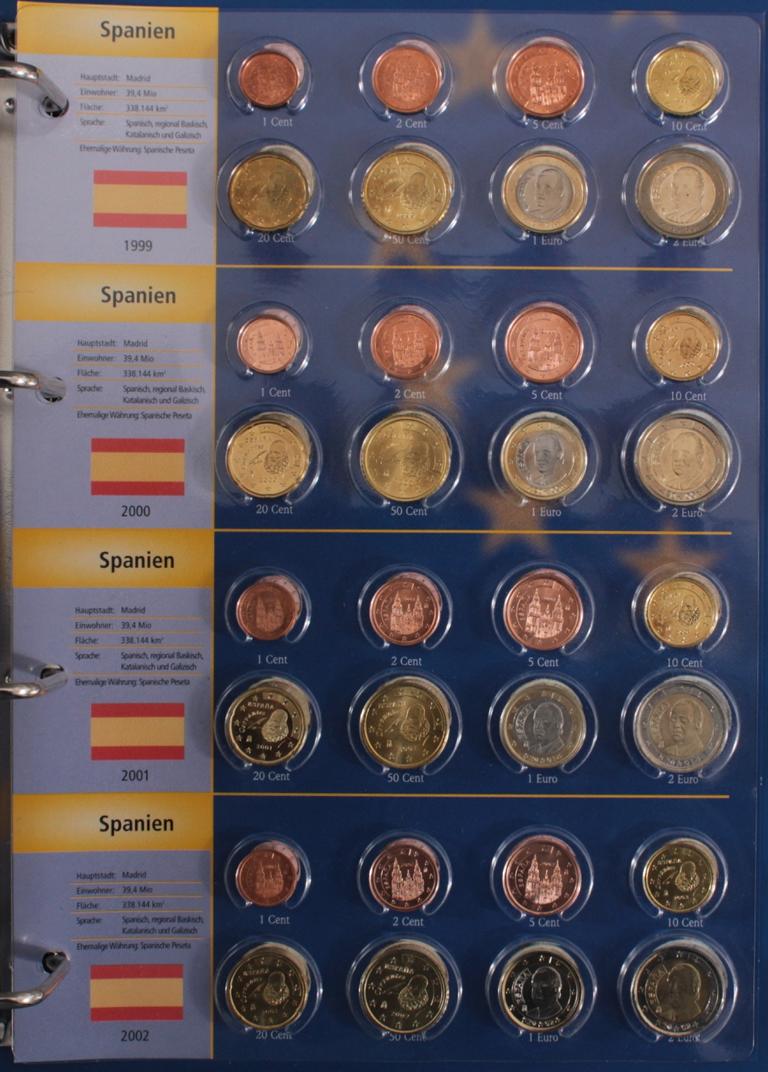 Spanien
Hauptstadt: Madrid
Einwohner: 39,4 Mio
Fläche: 338.144 km²
Sprache: Spanisch, regional Baskisch,
Katalanisch und Galizisch
Ehemalige Währung: Spanische Peseta
1999
1 Cent 2 Cent 5 Cent 10 Cent
20 Cent 50 Cent 1 Euro 2 Euro
Spanien
Hauptstadt: Madrid
Einwohner: 39,4 Mio
Fläche: 338.144 km²
Sprache: Spanisch, regional Baskisch,
Katalanisch und Galizisch
Ehemalige Währung: Spanische Peseta
2000
1 Cent 2 Cent 5 Cent 10 Cent
20 Cent 50 Cent 1 Euro 2 Euro
Spanien
Hauptstadt: Madrid
Einwohner: 39,4 Mio
Fläche: 338.144 km²
Sprache: Spanisch, regional Baskisch,
Katalanisch und Galizisch
Ehemalige Währung: Spanische Peseta
2001
1 Cent 2 Cent 5 Cent 10 Cent
ESPAÑA
CERVANTES
2001
20 Cent 50 Cent 1 Euro 2 Euro
Spanien
Hauptstadt: Madrid
Einwohner: 39,4 Mio
Fläche: 338.144 km²
Sprache: Spanisch, regional Baskisch,
Katalanisch und Galizisch
Ehemalige Währung: Spanische Peseta
2002
1 Cent 2 Cent 5 Cent 10 Cent
20 Cent 50 Cent 1 Euro 2 Euro